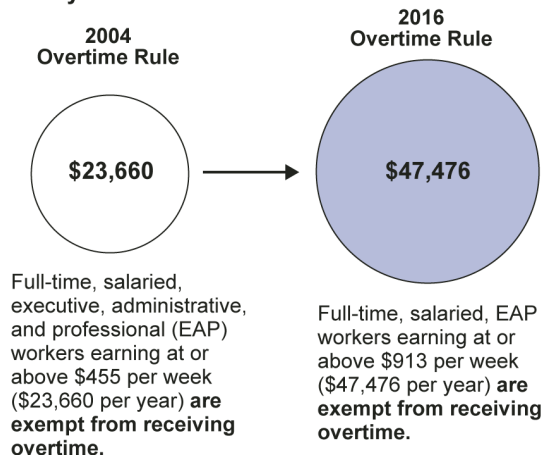 2004
Overtime Rule
$23,660
Full-time, salaried,
executive, administrative,
and professional (EAP)
workers earning at or
above $455 per week
($23,660 per year) are
exempt from receiving
overtime.
2016
Overtime Rule
$47,476
Full-time, salaried, EAP
workers earning at or
above $913 per week
($47,476 per year) are
exempt from receiving
overtime.